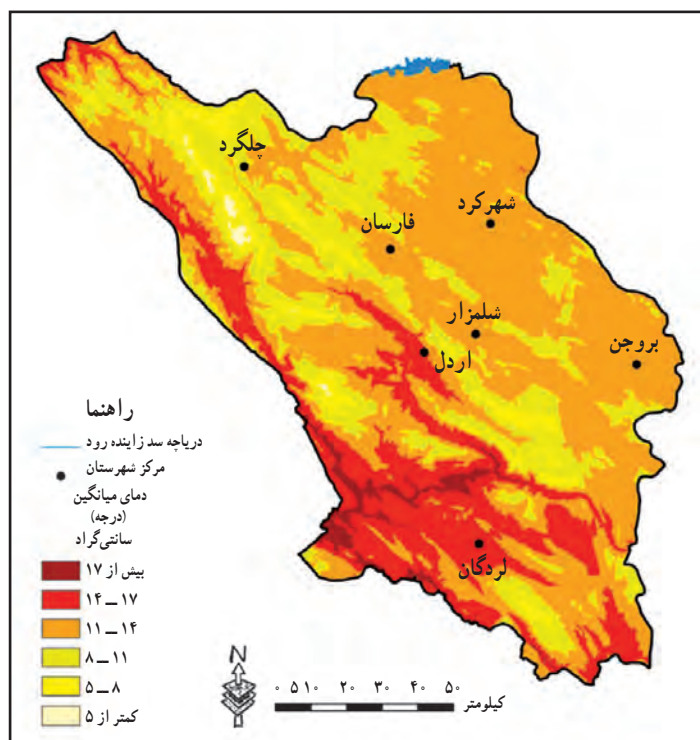 چلگرد
شهرکرد
فارسان
شلمزار
بروجن
اردل
لردگان
راهنما
دریاچه سد زاینده رود
مرکز شهرستان
دمای میانگین
(درجه)
سانتی‌گراد
بیش از ۱۷
۱۴ – ۱۷
۱۱ – ۱۴
۸ – ۱۱
۵ – ۸
کمتر از ۵
N
۰ ۵ ۱۰ ۲۰ ۳۰ ۴۰ ۵۰
کیلومتر